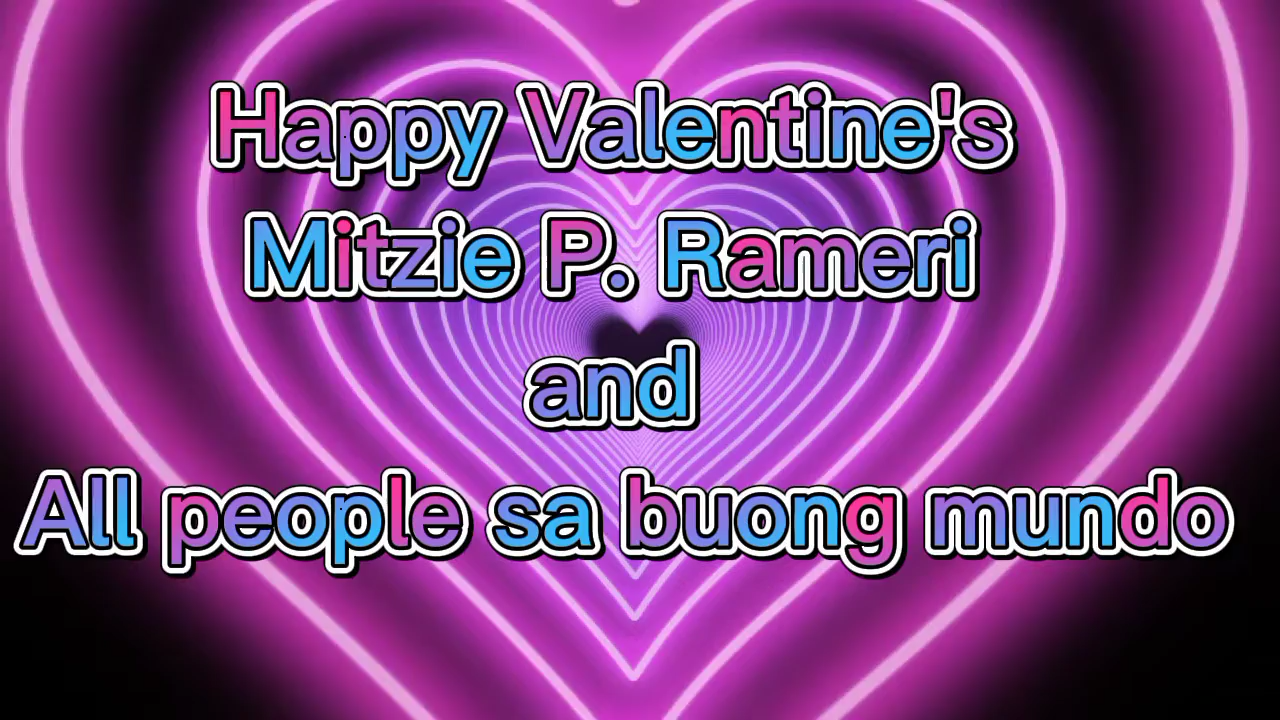 Happy Valentine's
Mitzie P. Rameri
and
All people sa buong mundo